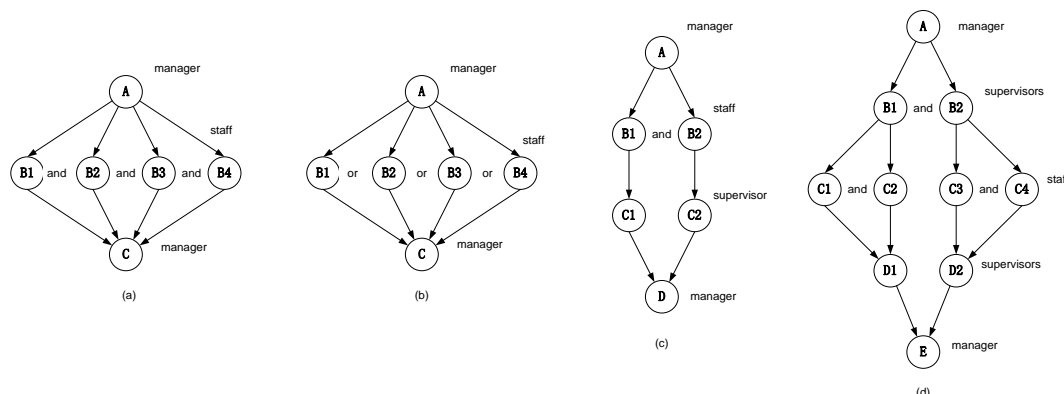 manager
A
staff
B1 and B2 and B3 and B4
C
manager
(a)
manager
A
staff
B1 or B2 or B3 or B4
C
manager
(b)
manager
A
staff
B1 and B2
supervisor
C1 C2
D manager
(c)
A manager
supervisors
B1 and B2
C1 and C2 C3 and C4 staf
D1 D2 supervisors
E manager
(d)